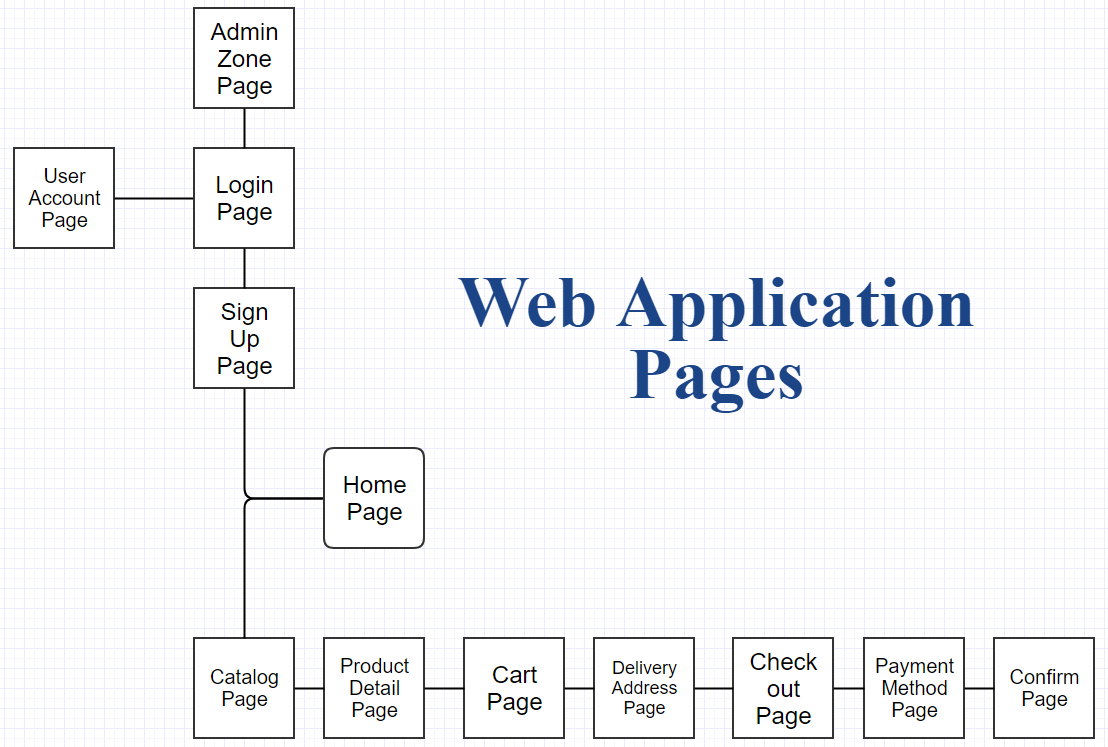 Admin
Zone
Page
User
Account
Page
Login
Page
Sign
Up
Page
Web Application
Pages
Home
Page
Catalog
Page
Product
Detail
Page
Cart
Page
Delivery
Address
Page
Check
out
Page
Payment
Method
Page
Confirm
Page